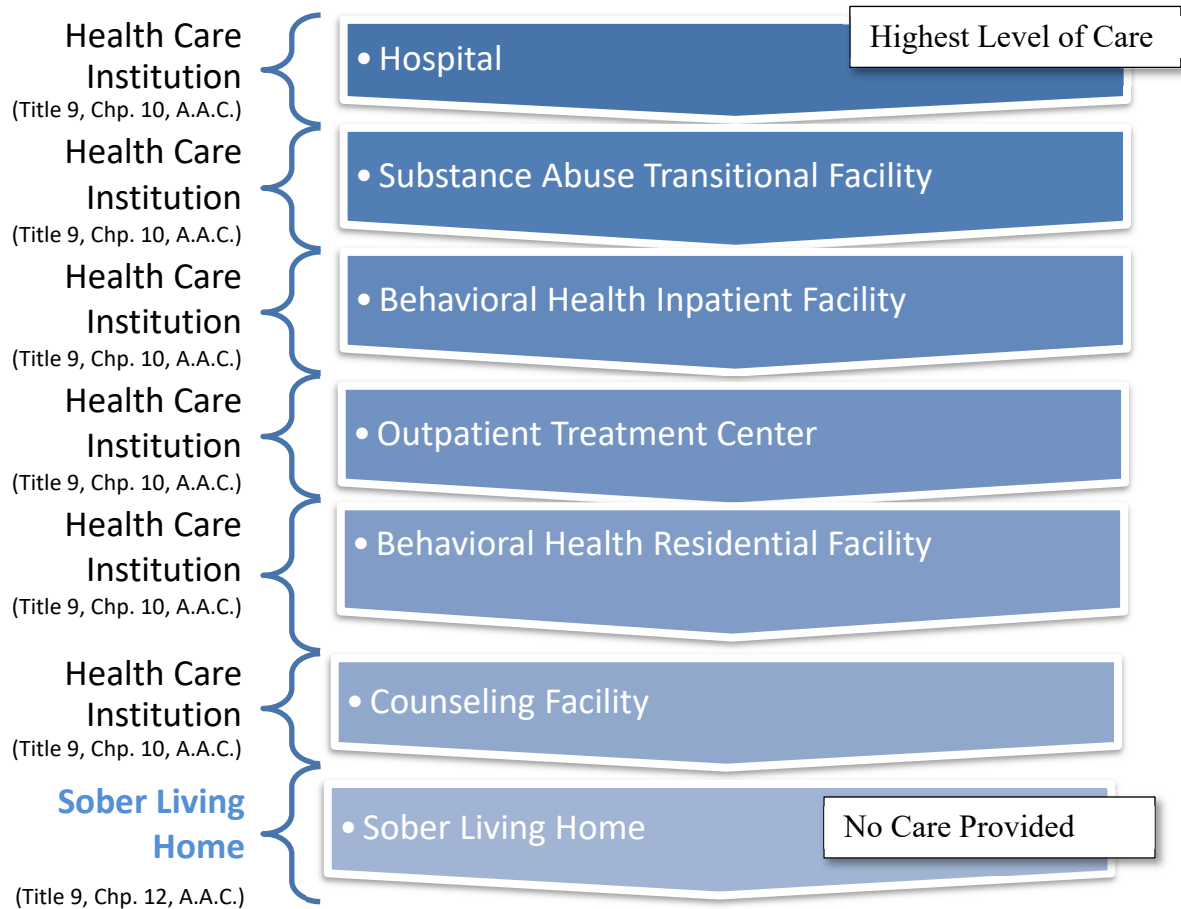 Health Care
Institution
(Title 9, Chp. 10, A.A.C.)
• Hospital
Highest Level of Care
Health Care
Institution
(Title 9, Chp. 10, A.A.C.)
• Substance Abuse Transitional Facility
Health Care
Institution
(Title 9, Chp. 10, A.A.C.)
• Behavioral Health Inpatient Facility
Health Care
Institution
(Title 9, Chp. 10, A.A.C.)
• Outpatient Treatment Center
Health Care
Institution
(Title 9, Chp. 10, A.A.C.)
• Behavioral Health Residential Facility
Health Care
Institution
(Title 9, Chp. 10, A.A.C.)
• Counseling Facility
Sober Living
Home
(Title 9, Chp. 12, A.A.C.)
• Sober Living Home
No Care Provided